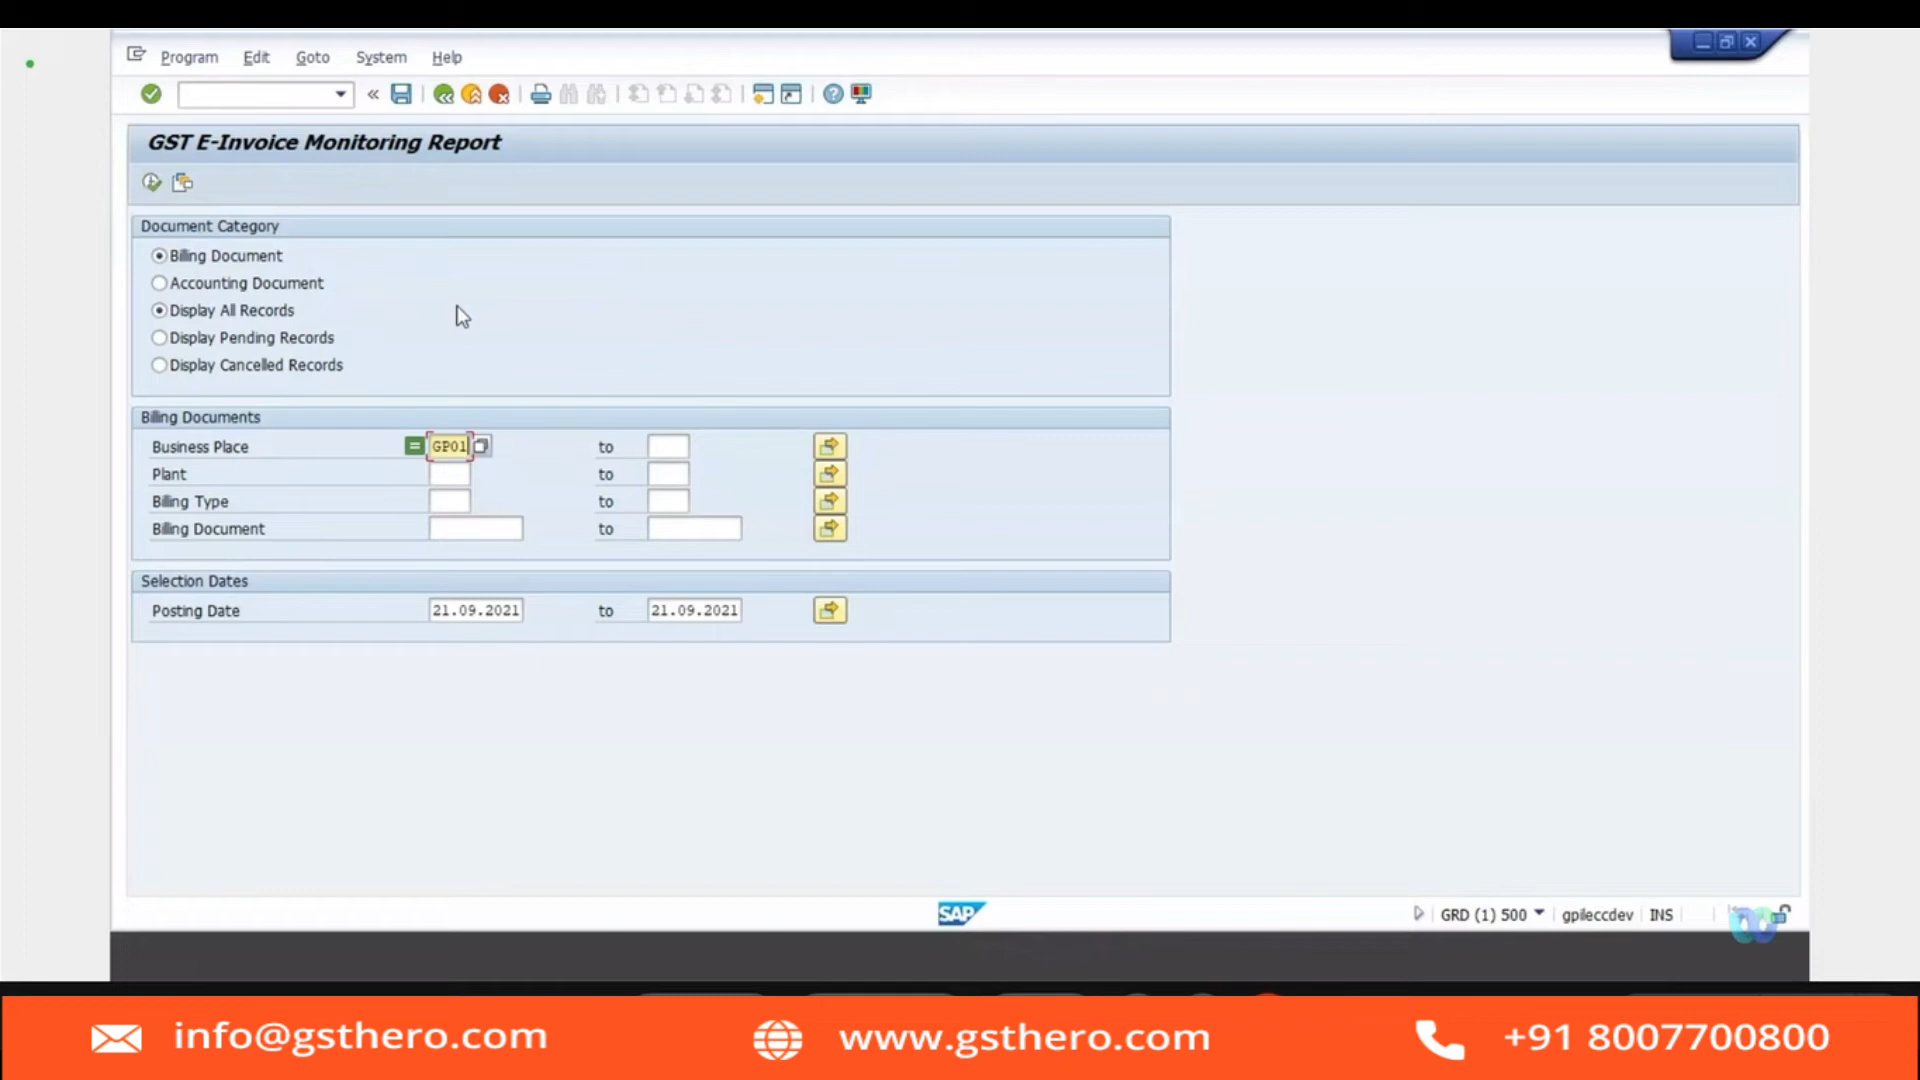 Program Edit Goto System Help
GST E-Invoice Monitoring Report
Document Category
Billing Document
Accounting Document
Display All Records
Display Pending Records
Display Cancelled Records
Billing Documents
Business Place = GP01 to
Plant to
Billing Type to
Billing Document to
Selection Dates
Posting Date 21.09.2021 to 21.09.2021
SAP GRD (1) 500 gpileccdev INS
info@gsthero.com www.gsthero.com +91 8007700800